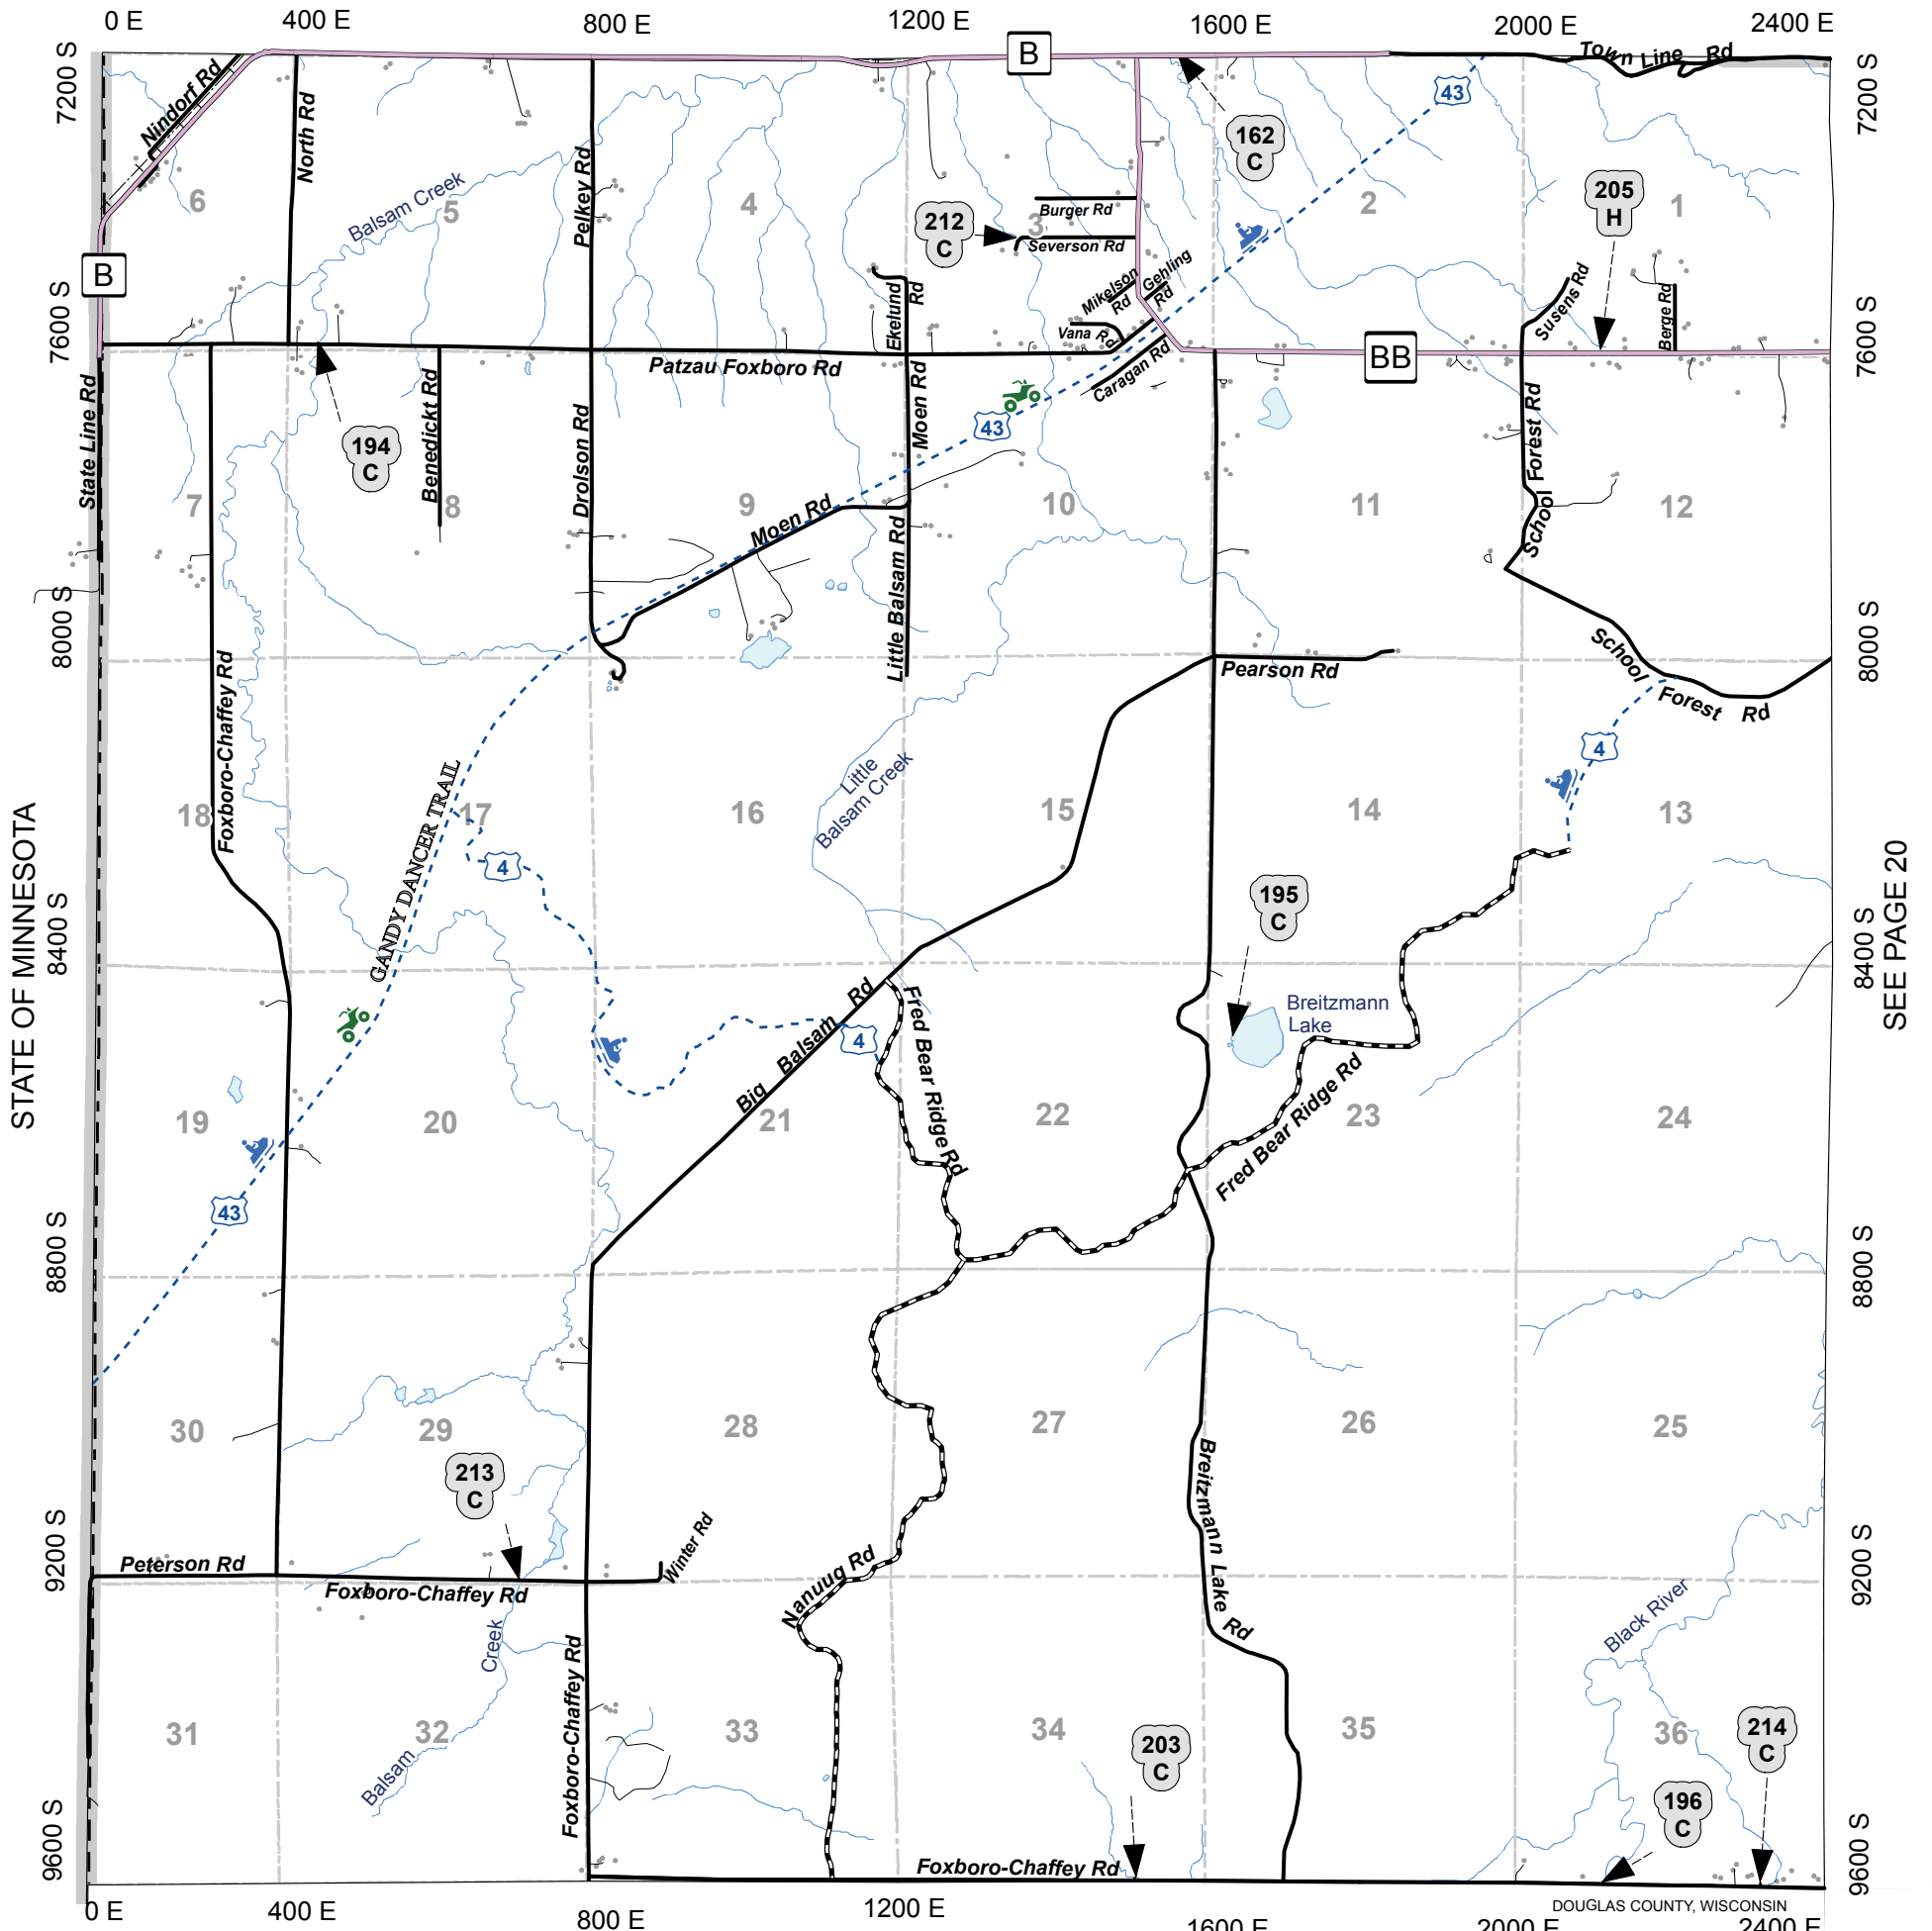 0 E 400 E 800 E 1200 E 1600 E 2000 E 2400 E
7200 S
7600 S
8000 S
8400 S
8800 S
9200 S
9600 S
STATE OF MINNESOTA
7200 S
7600 S
8000 S
8400 S
8800 S
9200 S
9600 S
SEE PAGE 20
B
Town Line Rd
43
Nindorf Rd
North Rd
Pelkey Rd
162
C
6
Balsam Creek
5
4
3
Burger Rd
212
C
Severson Rd
2
205
H
1
B
Ekelund
Rd
Mikelson
Rd
Gehling
Rd
Vana Rd
Susens Rd
Berge Rd
Patzau Foxboro Rd
Caragan Rd
BB
State Line Rd
194
C
Benedickt Rd
Drolson Rd
Moen Rd
43
School Forest Rd
7
8
9
10
11
12
Moen Rd
Little Balsam Rd
Foxboro-Chaffey Rd
Pearson Rd
School Forest Rd
4
GANDY DANCER TRAIL
Little
Balsam Creek
18
17
16
15
14
13
4
195
C
Breitzmann
Lake
Big Balsam Rd
4
Fred Bear Ridge Rd
Fred Bear Ridge Rd
19
20
21
22
23
24
43
30
29
28
27
26
25
213
C
Breitzmann Lake Rd
Peterson Rd
Foxboro-Chaffey Rd
Winter Rd
Nanuuq Rd
Black River
Balsam Creek
Foxboro-Chaffey Rd
31
32
33
34
35
36
203
C
214
C
196
C
Foxboro-Chaffey Rd
DOUGLAS COUNTY, WISCONSIN
0 E 400 E 800 E 1200 E 1600 E 2000 E 2400 E